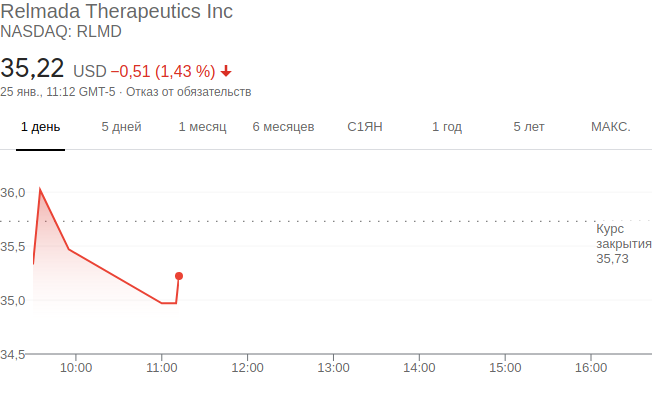 Relmada Therapeutics Inc
NASDAQ: RLMD
35,22 USD −0,51 (1,43 %)
25 янв., 11:12 GMT-5 · Отказ от обязательств
1 день 5 дней 1 месяц 6 месяцев С1ЯН 1 год 5 лет МАКС.
36,0
Курс
закрытия
35,5
35,73
35,0
34,5
10:00 11:00 12:00 13:00 14:00 15:00 16:00